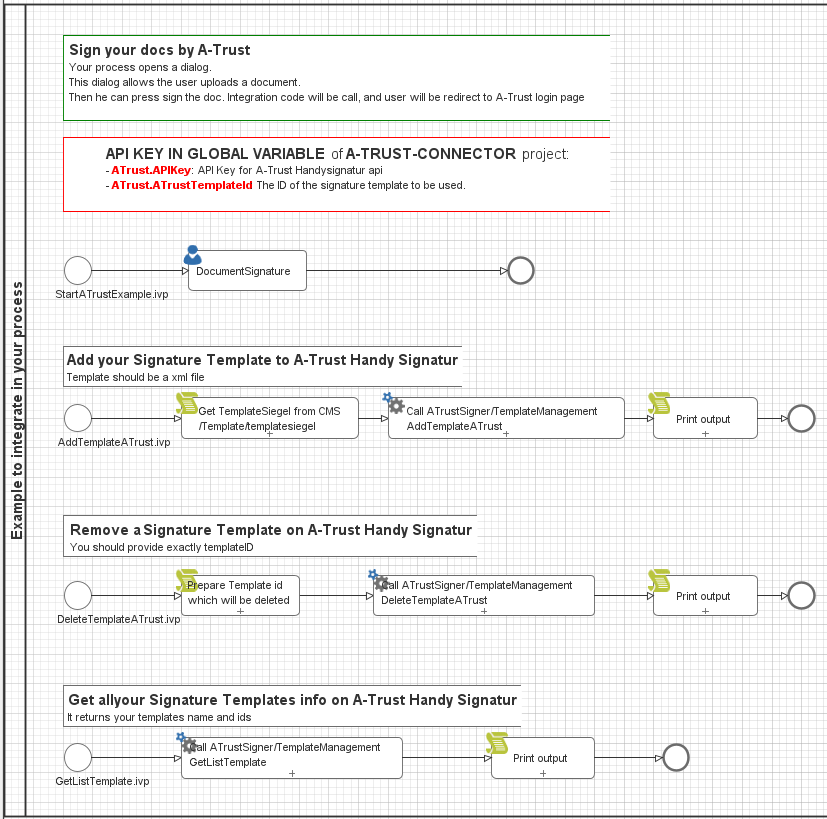 Example to integrate in your process
Sign your docs by A-Trust
Your process opens a dialog.
This dialog allows the user uploads a document.
Then he can press sign the doc. Integration code will be call, and user will be redirect to A-Trust login page
API KEY IN GLOBAL VARIABLE of A-TRUST-CONNECTOR project:
- ATrust.APIKey: API Key for A-Trust Handysignatur api
- ATrust.ATrustTemplateId The ID of the signature template to be used.
DocumentSignature
StartATrustExample.ivp
Add your Signature Template to A-Trust Handy Signatur
Template should be a xml file
Get TemplateSiegel from CMS
/Template/templatesiegel
Call ATrustSigner/TemplateManagement
AddTemplateATrust
Print output
AddTemplateATrust.ivp
Remove a Signature Template on A-Trust Handy Signatur
You should provide exactly templateID
Prepare Template id
which will be deleted
Call ATrustSigner/TemplateManagement
DeleteTemplateATrust
Print output
DeleteTemplateATrust.ivp
Get allyour Signature Templates info on A-Trust Handy Signatur
It returns your templates name and ids
Call ATrustSigner/TemplateManagement
GetListTemplate
Print output
GetListTemplate.ivp